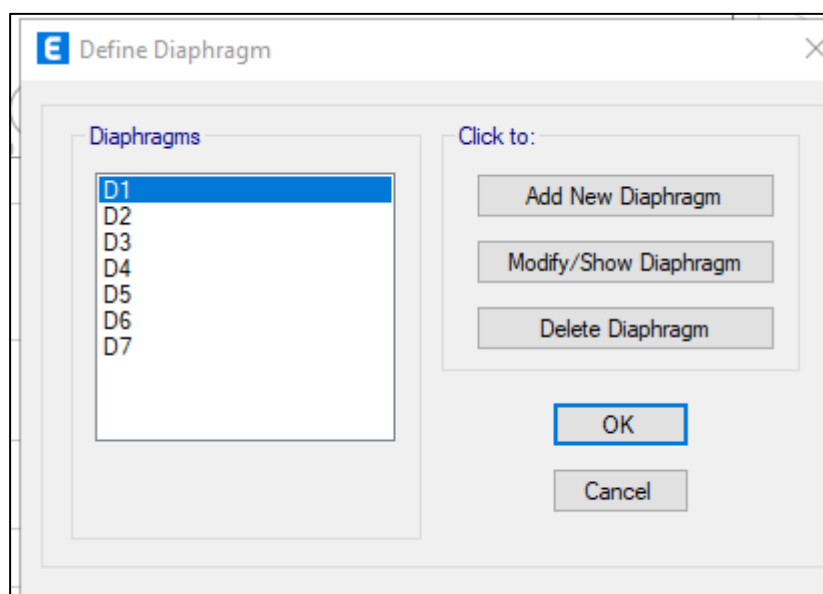 E Define Diaphragm
Diaphragms
D1
D2
D3
D4
D5
D6
D7
Click to:
Add New Diaphragm
Modify/Show Diaphragm
Delete Diaphragm
OK
Cancel